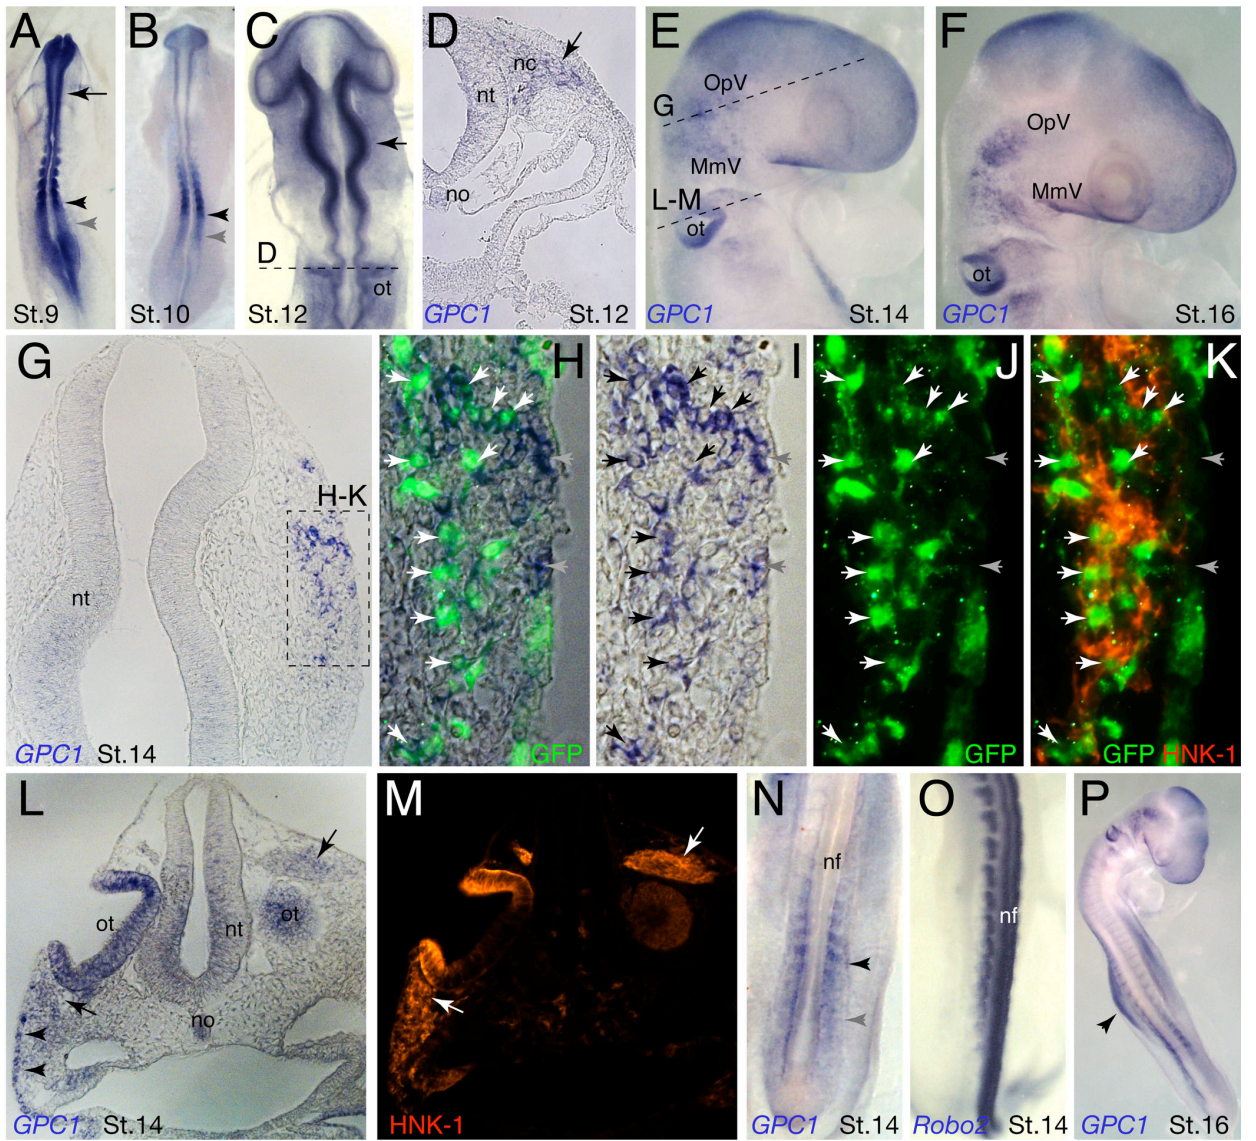 A
St.9
B
St.10
C
D
ot
St.12
D
nc
nt
no
GPC1 St.12
E
OpV
G
MmV
L-M
ot
GPC1 St.14
F
OpV
MmV
ot
GPC1 St.16
G
H-K
nt
GPC1 St.14
H
GFP
I
J
GFP
K
GFP HNK-1
L
ot
nt
ot
no
GPC1 St.14
M
HNK-1
N
nf
GPC1 St.14
O
nf
Robo2 St.14
P
GPC1 St.16